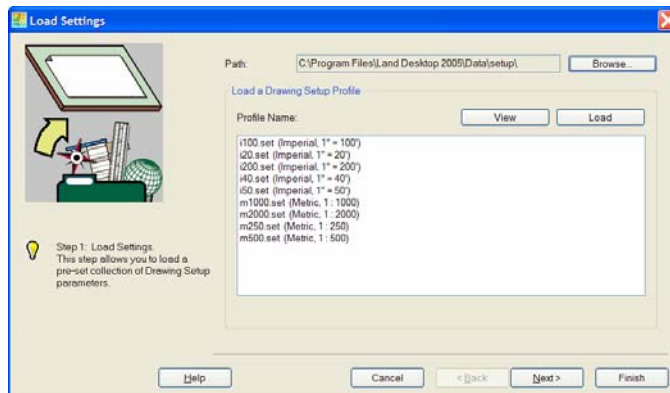 Load Settings
Path:
C:\Program Files\Land Desktop 2005\Data\setup\
Browse...
Load a Drawing Setup Profile
Profile Name:
View
Load
i100.set (Imperial, 1" = 100')
i20.set (Imperial, 1" = 20')
i200.set (Imperial, 1" = 200')
i40.set (Imperial, 1" = 40')
i50.set (Imperial, 1" = 50')
m1000.set (Metric, 1 : 1000)
m2000.set (Metric, 1 : 2000)
m250.set (Metric, 1 : 250)
m500.set (Metric, 1 : 500)
Step 1: Load Settings.
This step allows you to load a
pre-set collection of Drawing Setup
parameters.
Help
Cancel
< Back
Next >
Finish